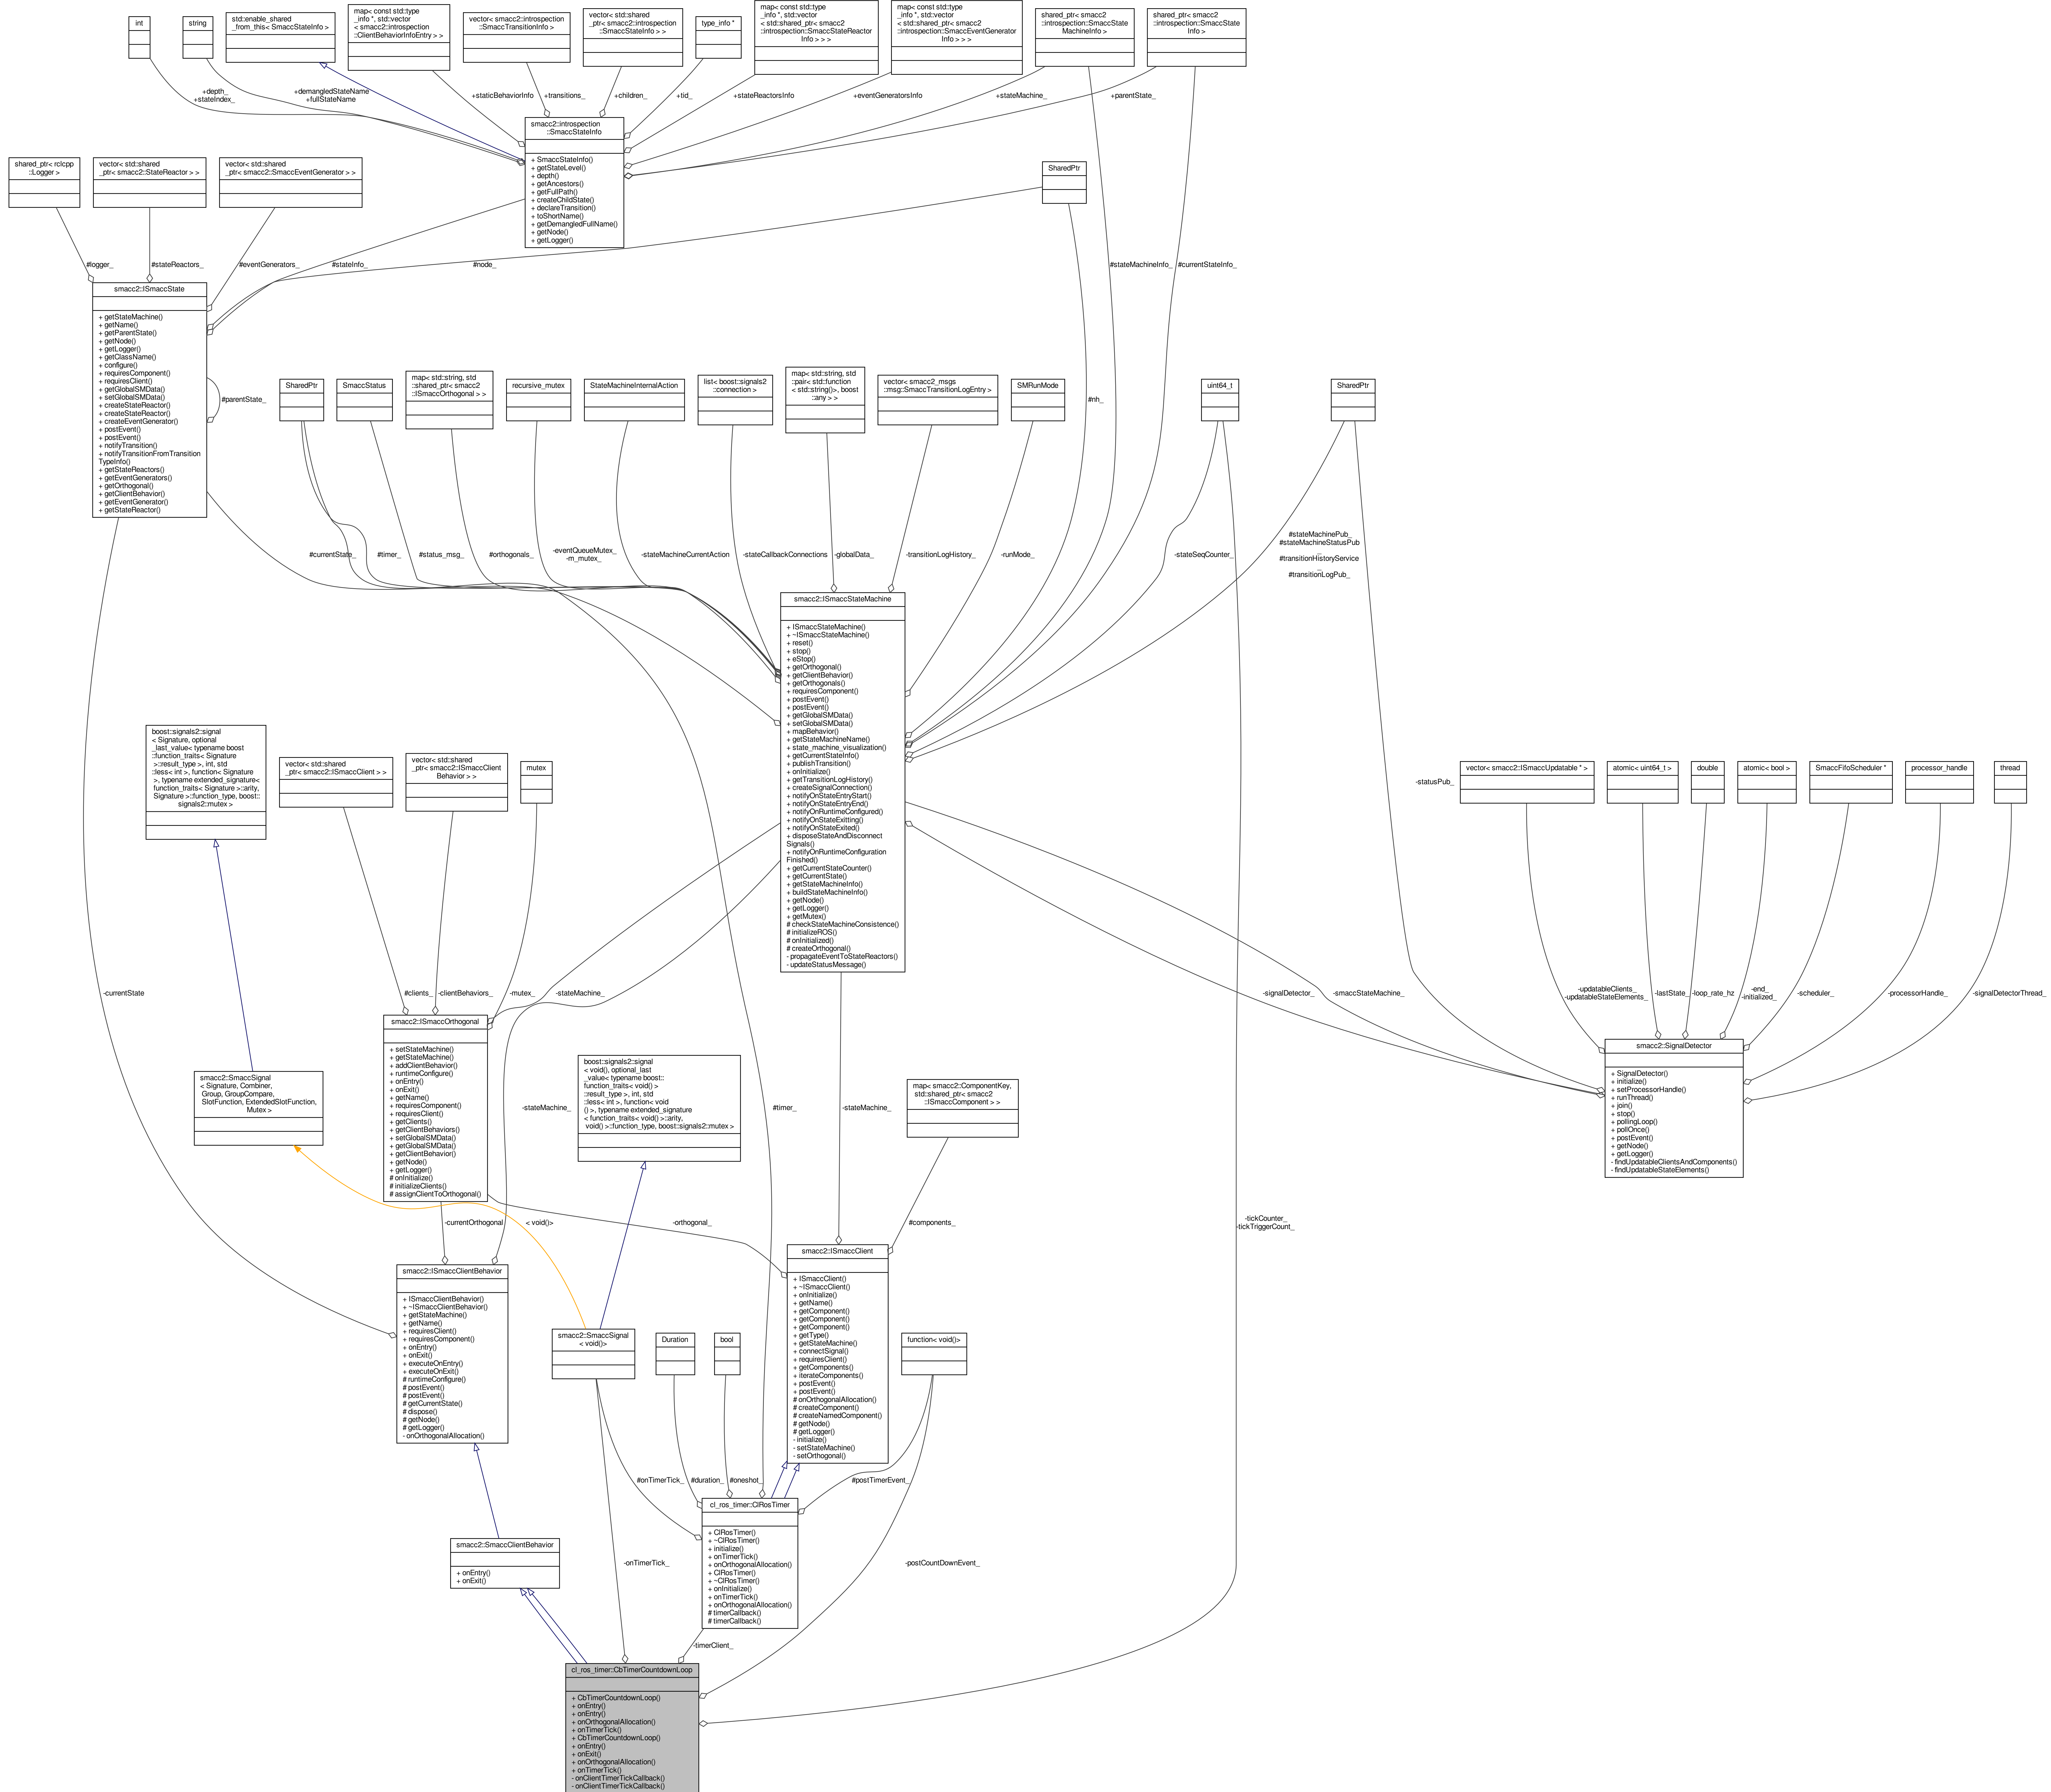 int
string
std::enable_shared
_from_this< SmaccStateInfo >
map< const std::type
_info *, std::vector
< smacc2::introspection
::ClientBehaviorInfoEntry > >
vector< smacc2::introspection
::SmaccTransitionInfo >
vector< std::shared
_ptr< smacc2::introspection
::SmaccStateInfo > >
type_info *
map< const std::type
_info *, std::vector
< std::shared_ptr< smacc2
::introspection::SmaccStateReactor
Info > > >
map< const std::type
_info *, std::vector
< std::shared_ptr< smacc2
::introspection::SmaccEventGenerator
Info > > >
shared_ptr< smacc2
::introspection::SmaccState
MachineInfo >
shared_ptr< smacc2
::introspection::SmaccState
Info >
+depth_
+stateIndex_
+demangledStateName
+fullStateName
+staticBehaviorInfo
+transitions_
+children_
+tid_
+stateReactorsInfo
+eventGeneratorsInfo
+stateMachine_
+parentState_
smacc2::introspection
::SmaccStateInfo
+ SmaccStateInfo()
+ getStateLevel()
+ depth()
+ getAncestors()
+ getFullPath()
+ createChildState()
+ declareTransition()
+ toShortName()
+ getDemangledFullName()
+ getNode()
+ getLogger()
shared_ptr< rclcpp
::Logger >
vector< std::shared
_ptr< smacc2::StateReactor > >
vector< std::shared
_ptr< smacc2::SmaccEventGenerator > >
SharedPtr
#logger_
#stateReactors_
#eventGenerators_
#stateInfo_
#node_
#stateMachineInfo_
#currentStateInfo_
smacc2::ISmaccState
+ getStateMachine()
+ getName()
+ getParentState()
+ getNode()
+ getLogger()
+ getClassName()
+ configure()
+ requiresComponent()
+ requiresClient()
+ getGlobalSMData()
+ setGlobalSMData()
+ createStateReactor()
+ createStateReactor()
+ createEventGenerator()
+ postEvent()
+ postEvent()
+ notifyTransition()
+ notifyTransitionFromTransition
TypeInfo()
+ getStateReactors()
+ getEventGenerators()
+ getOrthogonal()
+ getClientBehavior()
+ getEventGenerator()
+ getStateReactor()
#parentState_
SharedPtr
SmaccStatus
map< std::string, std
::shared_ptr< smacc2
::ISmaccOrthogonal > >
recursive_mutex
StateMachineInternalAction
list< boost::signals2
::connection >
map< std::string, std
::pair< std::function
< std::string()>, boost
::any > >
vector< smacc2_msgs
::msg::SmaccTransitionLogEntry >
SMRunMode
#nh_
uint64_t
SharedPtr
#currentState_
#timer_
#status_msg_
#orthogonals_
-eventQueueMutex_
-m_mutex_
-stateMachineCurrentAction
-stateCallbackConnections
-globalData_
-transitionLogHistory_
-runMode_
-stateSeqCounter_
#stateMachinePub_
#stateMachineStatusPub
_
#transitionHistoryService
_
#transitionLogPub_
smacc2::ISmaccStateMachine
+ ISmaccStateMachine()
+ ~ISmaccStateMachine()
+ reset()
+ stop()
+ eStop()
+ getOrthogonal()
+ getClientBehavior()
+ getOrthogonals()
+ requiresComponent()
+ postEvent()
+ postEvent()
+ getGlobalSMData()
+ setGlobalSMData()
+ mapBehavior()
+ getStateMachineName()
+ state_machine_visualization()
+ getCurrentStateInfo()
+ publishTransition()
+ onInitialize()
+ getTransitionLogHistory()
+ createSignalConnection()
+ notifyOnStateEntryStart()
+ notifyOnStateEntryEnd()
+ notifyOnRuntimeConfigured()
+ notifyOnStateExitting()
+ notifyOnStateExited()
+ disposeStateAndDisconnect
Signals()
+ notifyOnRuntimeConfiguration
Finished()
+ getCurrentStateCounter()
+ getCurrentState()
+ getStateMachineInfo()
+ buildStateMachineInfo()
+ getNode()
+ getLogger()
+ getMutex()
# checkStateMachineConsistence()
# initializeROS()
# onInitialized()
# createOrthogonal()
- propagateEventToStateReactors()
- updateStatusMessage()
boost::signals2::signal
< Signature, optional
_last_value< typename boost
::function_traits< Signature
>::result_type >, int, std
::less< int >, function< Signature
>, typename extended_signature<
function_traits< Signature >::arity,
Signature >::function_type, boost::
signals2::mutex >
vector< std::shared
_ptr< smacc2::ISmaccClient > >
vector< std::shared
_ptr< smacc2::ISmaccClient
Behavior > >
mutex
-statusPub_
vector< smacc2::ISmaccUpdatable * >
atomic< uint64_t >
double
atomic< bool >
SmaccFifoScheduler *
processor_handle
thread
-currentState
#clients_
-clientBehaviors_
-mutex_
-stateMachine_
-signalDetector_
-smaccStateMachine_
-updatableClients_
-updatableStateElements_
-lastState_
-loop_rate_hz
-end_
-initialized_
-scheduler_
-processorHandle_
-signalDetectorThread_
smacc2::ISmaccOrthogonal
+ setStateMachine()
+ getStateMachine()
+ addClientBehavior()
+ runtimeConfigure()
+ onEntry()
+ onExit()
+ getName()
+ requiresComponent()
+ requiresClient()
+ getClients()
+ getClientBehaviors()
+ setGlobalSMData()
+ getGlobalSMData()
+ getClientBehavior()
+ getNode()
+ getLogger()
# onInitialize()
# initializeClients()
# assignClientToOrthogonal()
smacc2::SignalDetector
+ SignalDetector()
+ initialize()
+ setProcessorHandle()
+ runThread()
+ join()
+ stop()
+ pollingLoop()
+ pollOnce()
+ postEvent()
+ getNode()
+ getLogger()
- findUpdatableClientsAndComponents()
- findUpdatableStateElements()
smacc2::SmaccSignal
< Signature, Combiner,
Group, GroupCompare,
SlotFunction, ExtendedSlotFunction,
Mutex >
boost::signals2::signal
< void(), optional_last
_value< typename boost::
function_traits< void() >
::result_type >, int, std
::less< int >, function< void
() >, typename extended_signature
< function_traits< void() >::arity,
void() >::function_type, boost::signals2::mutex >
-stateMachine_
#timer_
-stateMachine_
map< smacc2::ComponentKey,
std::shared_ptr< smacc2
::ISmaccComponent > >
-currentOrthogonal
< void()>
-orthogonal_
#components_
-tickCounter_
-tickTriggerCount_
smacc2::ISmaccClientBehavior
+ ISmaccClientBehavior()
+ ~ISmaccClientBehavior()
+ getStateMachine()
+ getName()
+ requiresClient()
+ requiresComponent()
+ onEntry()
+ onExit()
+ executeOnEntry()
+ executeOnExit()
# runtimeConfigure()
# postEvent()
# postEvent()
# getCurrentState()
# dispose()
# getNode()
# getLogger()
- onOrthogonalAllocation()
smacc2::ISmaccClient
+ ISmaccClient()
+ ~ISmaccClient()
+ onInitialize()
+ getName()
+ getComponent()
+ getComponent()
+ getComponent()
+ getType()
+ getStateMachine()
+ connectSignal()
+ requiresClient()
+ getComponents()
+ iterateComponents()
+ postEvent()
+ postEvent()
# onOrthogonalAllocation()
# createComponent()
# createNamedComponent()
# getNode()
# getLogger()
- initialize()
- setStateMachine()
- setOrthogonal()
smacc2::SmaccSignal
< void()>
Duration
bool
function< void()>
#onTimerTick_
#duration_
#oneshot_
#postTimerEvent_
cl_ros_timer::ClRosTimer
+ ClRosTimer()
+ ~ClRosTimer()
+ initialize()
+ onTimerTick()
+ onOrthogonalAllocation()
+ ClRosTimer()
+ ~ClRosTimer()
+ onInitialize()
+ onTimerTick()
+ onOrthogonalAllocation()
# timerCallback()
# timerCallback()
smacc2::SmaccClientBehavior
+ onEntry()
+ onExit()
-onTimerTick_
-postCountDownEvent_
-timerClient_
cl_ros_timer::CbTimerCountdownLoop
+ CbTimerCountdownLoop()
+ onEntry()
+ onEntry()
+ onOrthogonalAllocation()
+ onTimerTick()
+ CbTimerCountdownLoop()
+ onEntry()
+ onExit()
+ onOrthogonalAllocation()
+ onTimerTick()
- onClientTimerTickCallback()
- onClientTimerTickCallback()